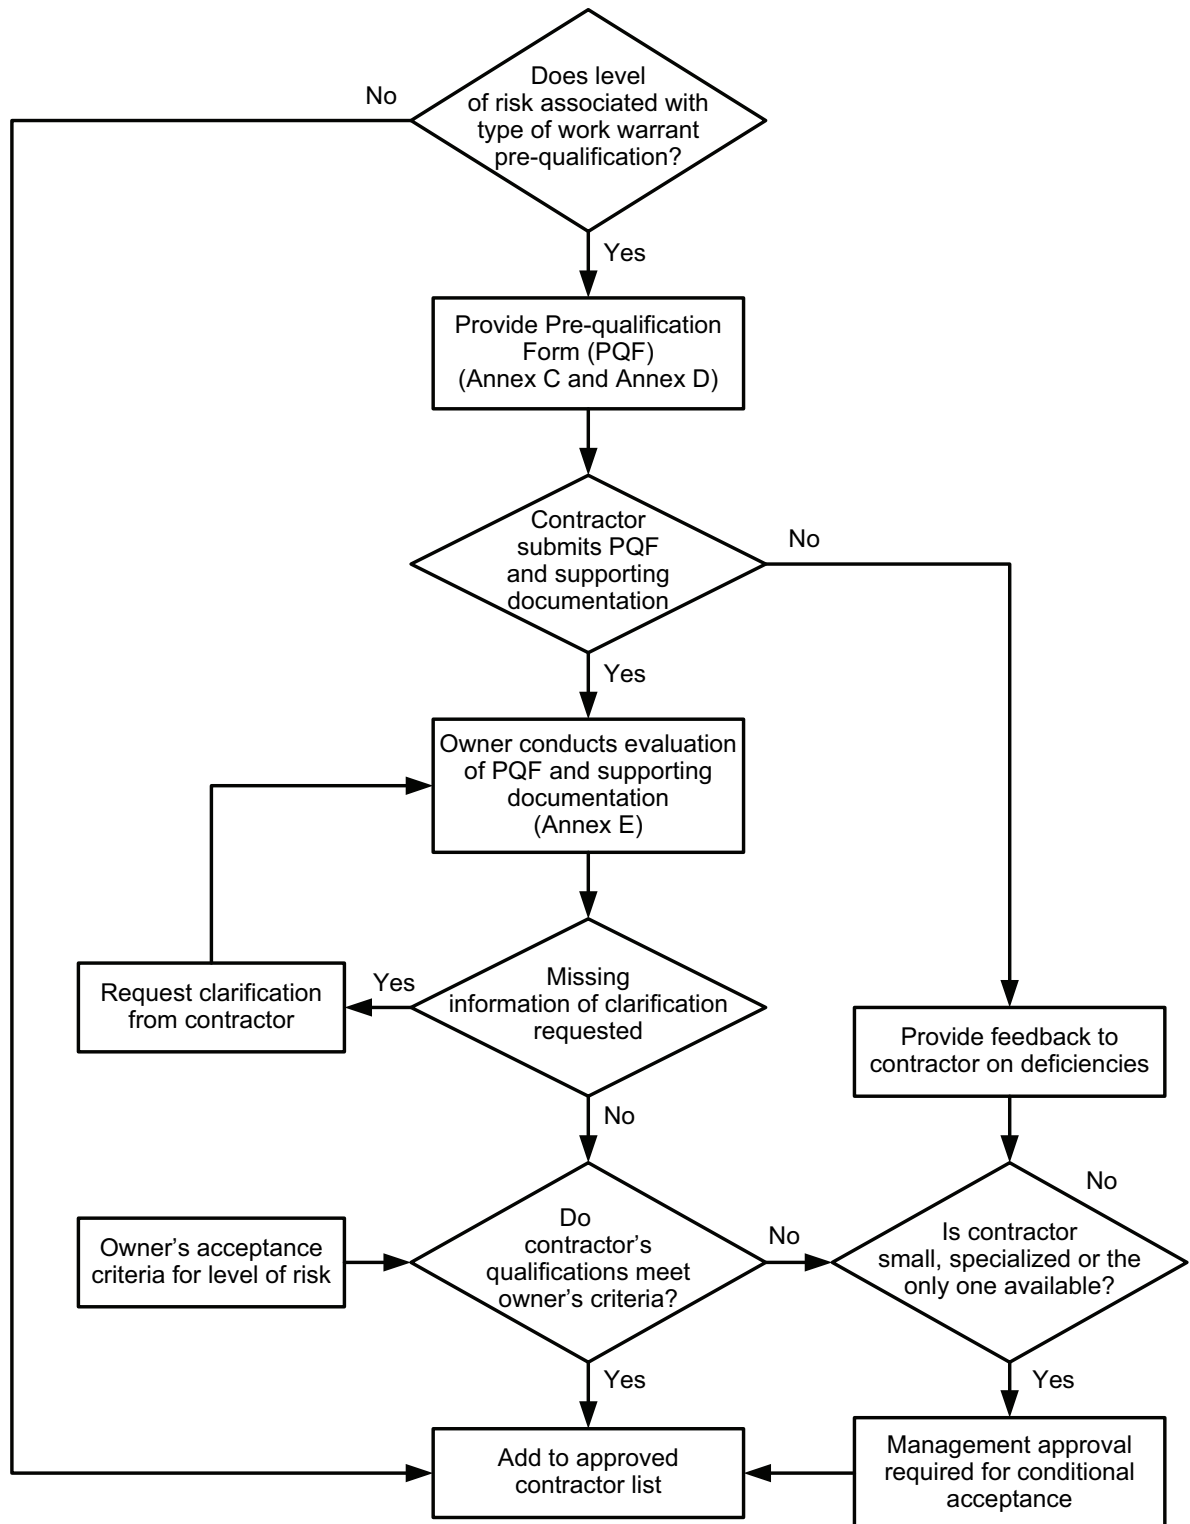 Does level
of risk associated with
type of work warrant
pre-qualification?
No
Yes
Provide Pre-qualification
Form (PQF)
(Annex C and Annex D)
Contractor
submits PQF
and supporting
documentation
No
Yes
Owner conducts evaluation
of PQF and supporting
documentation
(Annex E)
Missing
information of clarification
requested
Yes
Request clarification
from contractor
Provide feedback to
contractor on deficiencies
No
Do
contractor's
qualifications meet
owner's criteria?
Owner's acceptance
criteria for level of risk
No
Is contractor
small, specialized or the
only one available?
No
Yes
Yes
Add to approved
contractor list
Management approval
required for conditional
acceptance